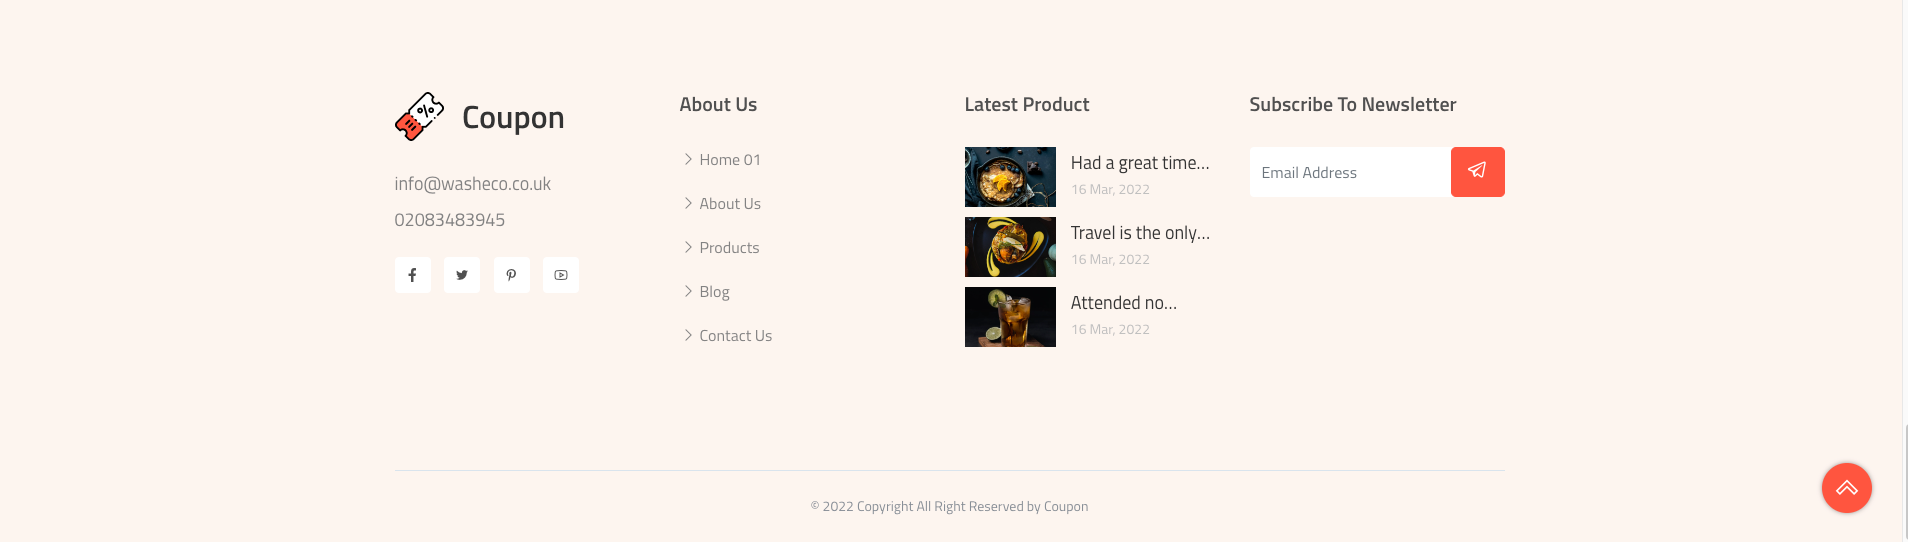 Coupon
info@washeco.co.uk
02083483945
About Us
Home 01
About Us
Products
Blog
Contact Us
Latest Product
Had a great time...
16 Mar, 2022
Travel is the only...
16 Mar, 2022
Attended no...
16 Mar, 2022
Subscribe To Newsletter
Email Address
© 2022 Copyright All Right Reserved by Coupon